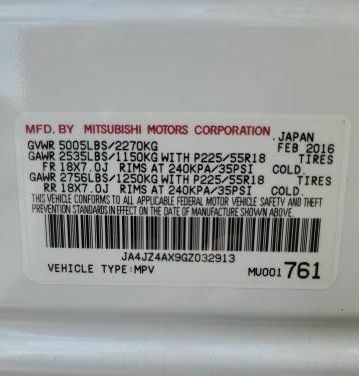 MFD. BY MITSUBISHI MOTORS CORPORATION JAPAN
GVWR 5005LBS/2270KG FEB 2016
GAWR 2535LBS/1150KG WITH P225/55R18 TIRES
FR 18X7.0J RIMS AT 240KPA/35PSI COLD.
GAWR 2756LBS/1250KG WITH P225/55R18 TIRES
RR 18X7.0J RIMS AT 240KPA/35PSI COLD.
THIS VEHICLE CONFORMS TO ALL APPLICABLE FEDERAL MOTOR VEHICLE SAFETY AND
THEFT PREVENTION STANDARDS IN EFFECT ON THE DATE OF MANUFACTURE SHOWN ABOVE.
JA4JZ4AX9GZ032913
VEHICLE TYPE:MPV MU001761